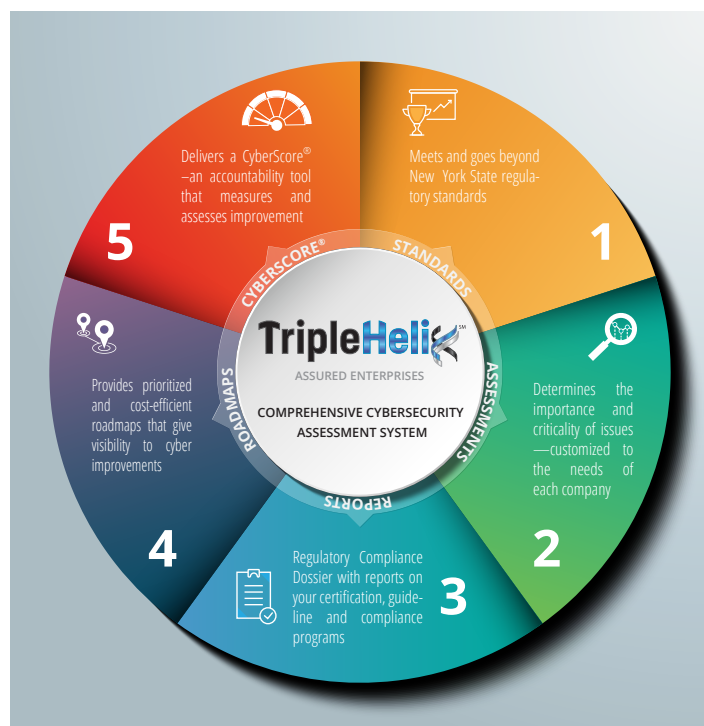 Meets and goes beyond
New York State regula-
tory standards
1
STANDARDS
Determines the
importance and
criticality of issues
—customized to
the needs of
each company
2
ASSESSMENTS
Regulatory Compliance
Dossier with reports on
your certification, guide-
line and compliance
programs
3
REPORTS
Provides prioritized
and cost-efficient
roadmaps that give
visibility to cyber
improvements
4
ROADMAPS
Delivers a CyberScore®
–an accountability tool
that measures and
assesses improvement
5
CYBERSCORE®
TripleHelix℠
ASSURED ENTERPRISES
COMPREHENSIVE CYBERSECURITY
ASSESSMENT SYSTEM